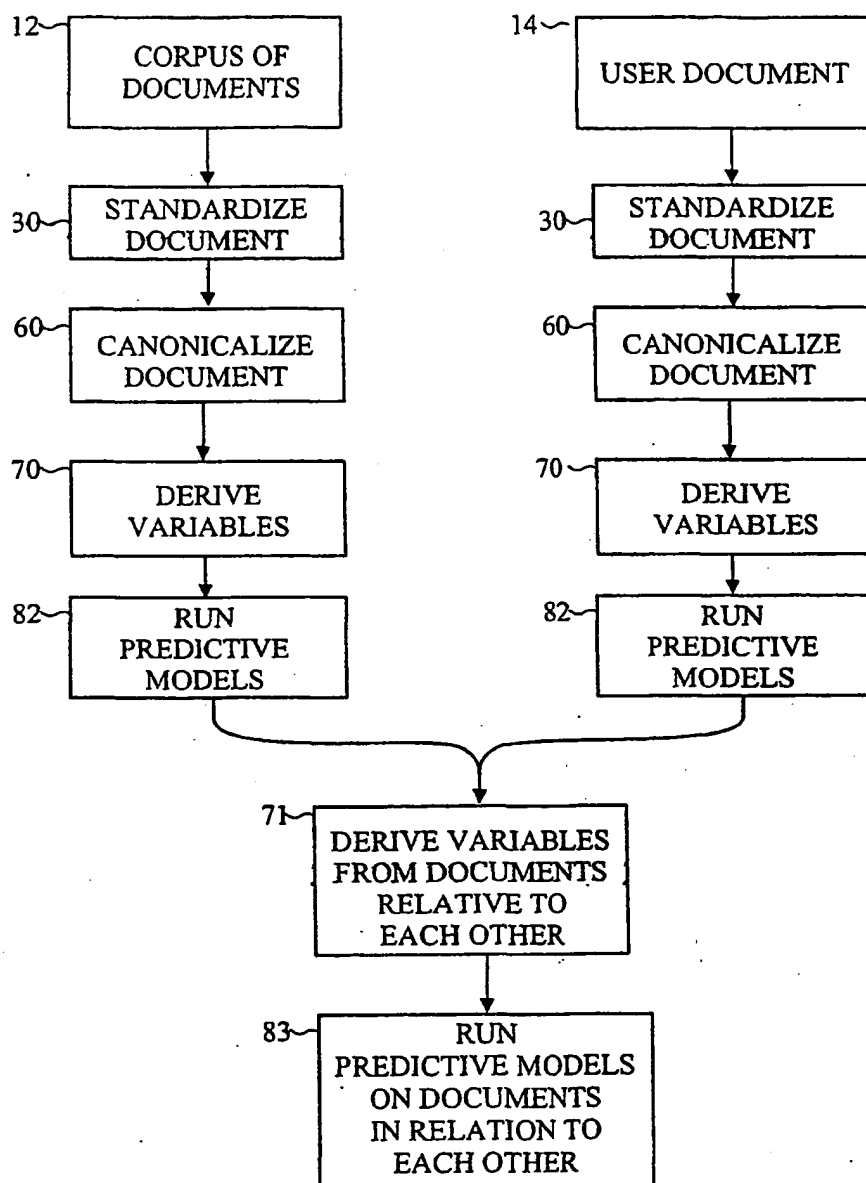 12
CORPUS OF
DOCUMENTS
14
USER DOCUMENT
30
STANDARDIZE
DOCUMENT
30
STANDARDIZE
DOCUMENT
60
CANONICALIZE
DOCUMENT
60
CANONICALIZE
DOCUMENT
70
DERIVE
VARIABLES
70
DERIVE
VARIABLES
82
RUN
PREDICTIVE
MODELS
82
RUN
PREDICTIVE
MODELS
71
DERIVE VARIABLES
FROM DOCUMENTS
RELATIVE TO
EACH OTHER
83
RUN
PREDICTIVE MODELS
ON DOCUMENTS
IN RELATION TO
EACH OTHER